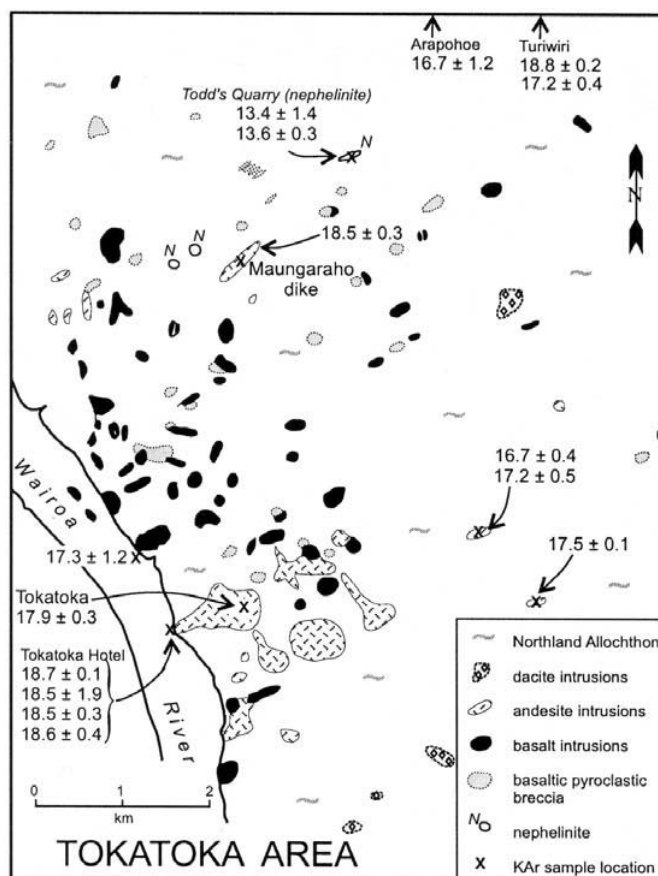 Arapohoe
16.7 ± 1.2
Turiwiri
18.8 ± 0.2
17.2 ± 0.4
Todd's Quarry (nephelinite)
13.4 ± 1.4
13.6 ± 0.3
N
N
18.5 ± 0.3
N
N
Maungaraho
dike
Wairoa
16.7 ± 0.4
17.2 ± 0.5
17.3 ± 1.2 X
17.5 ± 0.1
Tokatoka
17.9 ± 0.3
Tokatoka Hotel
18.7 ± 0.1
18.5 ± 1.9
18.5 ± 0.3
18.6 ± 0.4
River
Northland Allochthon
dacite intrusions
andesite intrusions
basalt intrusions
basaltic pyroclastic
breccia
N nephelinite
X KAr sample location
0 1 2
km
TOKATOKA AREA